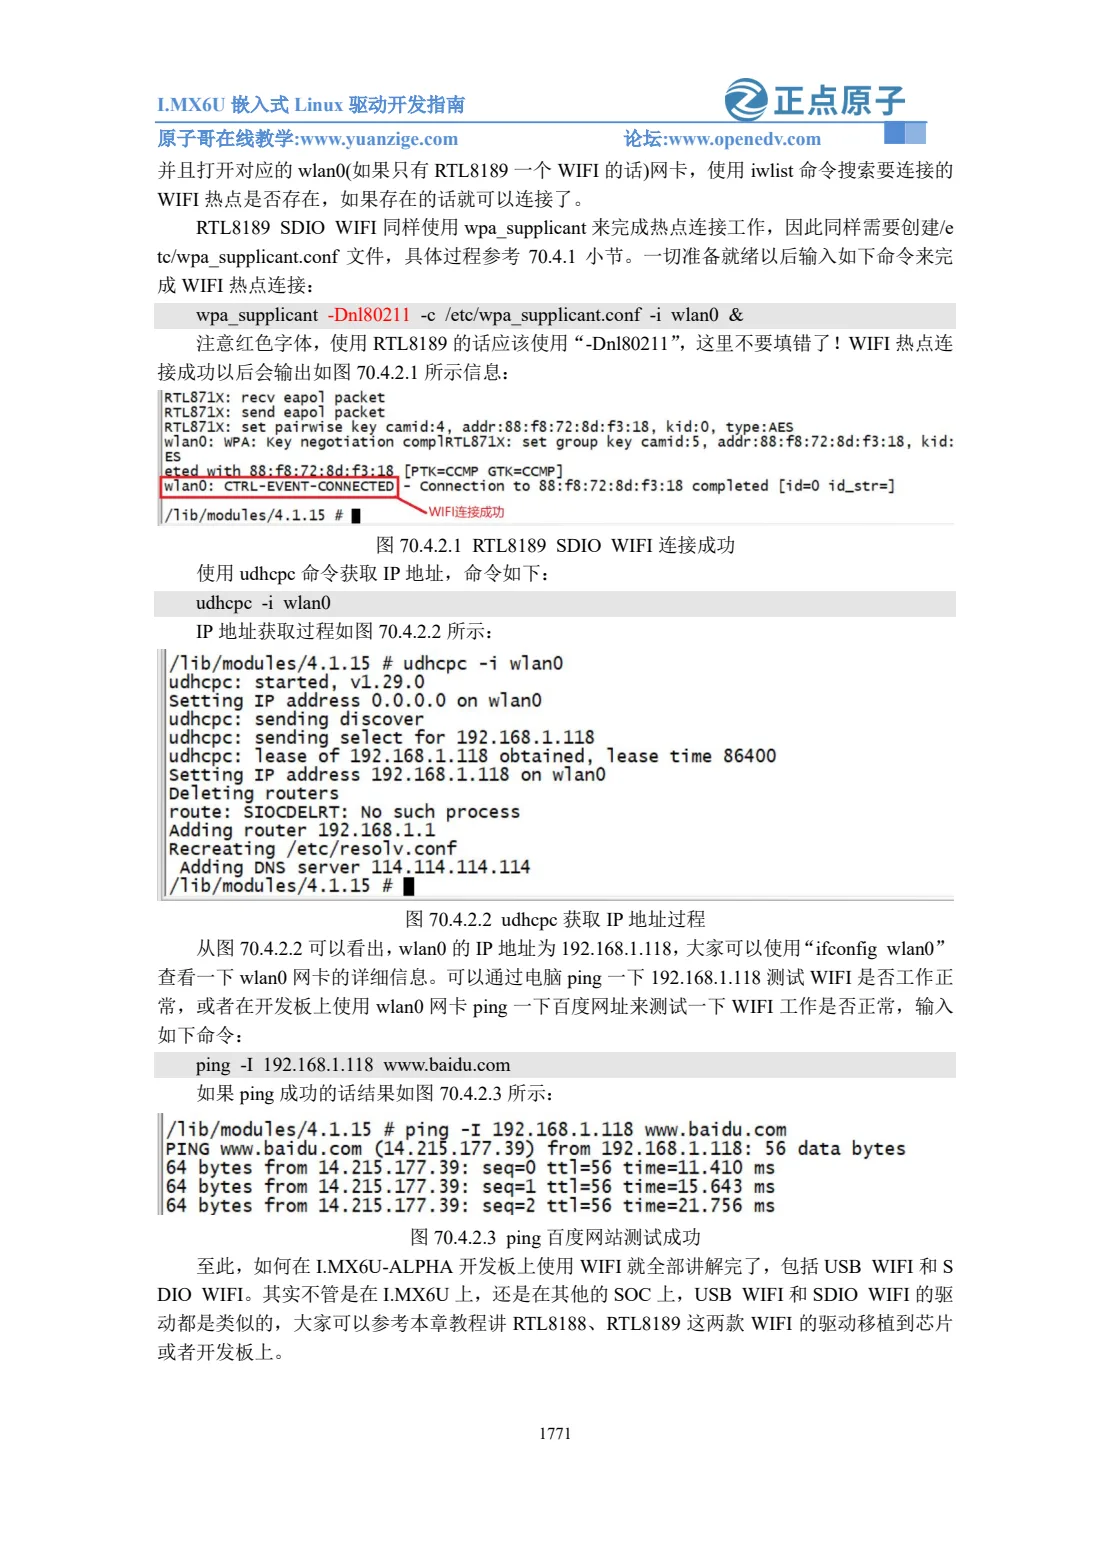 I.MX6U 嵌入式 Linux 驱动开发指南
正点原子
原子哥在线教学:www.yuanzige.com 论坛:www.openedv.com
并且打开对应的 wlan0(如果只有 RTL8189 一个 WIFI 的话)网卡，使用 iwlist 命令搜索要连接的
WIFI 热点是否存在，如果存在的话就可以连接了。
RTL8189 SDIO WIFI 同样使用 wpa_supplicant 来完成热点连接工作，因此同样需要创建/e
tc/wpa_supplicant.conf 文件，具体过程参考 70.4.1 小节。一切准备就绪以后输入如下命令来完
成 WIFI 热点连接：
wpa_supplicant -Dnl80211 -c /etc/wpa_supplicant.conf -i wlan0 &
注意红色字体，使用 RTL8189 的话应该使用“-Dnl80211”，这里不要填错了！WIFI 热点连
接成功以后会输出如图 70.4.2.1 所示信息：
RTL871X: recv eapol packet
RTL871X: send eapol packet
RTL871X: set pairwise key camid:4, addr:88:f8:72:8d:f3:18, kid:0, type:AES
wlan0: WPA: Key negotiation complRTL871X: set group key camid:5, addr:88:f8:72:8d:f3:18, kid:
ES
eted with 88:f8:72:8d:f3:18 [PTK=CCMP GTK=CCMP]
wlan0: CTRL-EVENT-CONNECTED - Connection to 88:f8:72:8d:f3:18 completed [id=0 id_str=]
WIFI连接成功
/lib/modules/4.1.15 #
图 70.4.2.1 RTL8189 SDIO WIFI 连接成功
使用 udhcpc 命令获取 IP 地址，命令如下：
udhcpc -i wlan0
IP 地址获取过程如图 70.4.2.2 所示：
/lib/modules/4.1.15 # udhcpc -i wlan0
udhcpc: started, v1.29.0
Setting IP address 0.0.0.0 on wlan0
udhcpc: sending discover
udhcpc: sending select for 192.168.1.118
udhcpc: lease of 192.168.1.118 obtained, lease time 86400
Setting IP address 192.168.1.118 on wlan0
Deleting routers
route: SIOCDELRT: No such process
Adding router 192.168.1.1
Recreating /etc/resolv.conf
Adding DNS server 114.114.114.114
/lib/modules/4.1.15 #
图 70.4.2.2 udhcpc 获取 IP 地址过程
从图 70.4.2.2 可以看出，wlan0 的 IP 地址为 192.168.1.118，大家可以使用“ifconfig wlan0”
查看一下 wlan0 网卡的详细信息。可以通过电脑 ping 一下 192.168.1.118 测试 WIFI 是否工作正
常，或者在开发板上使用 wlan0 网卡 ping 一下百度网址来测试一下 WIFI 工作是否正常，输入
如下命令：
ping -I 192.168.1.118 www.baidu.com
如果 ping 成功的话结果如图 70.4.2.3 所示：
/lib/modules/4.1.15 # ping -I 192.168.1.118 www.baidu.com
PING www.baidu.com (14.215.177.39) from 192.168.1.118: 56 data bytes
64 bytes from 14.215.177.39: seq=0 ttl=56 time=11.410 ms
64 bytes from 14.215.177.39: seq=1 ttl=56 time=15.643 ms
64 bytes from 14.215.177.39: seq=2 ttl=56 time=21.756 ms
图 70.4.2.3 ping 百度网站测试成功
至此，如何在 I.MX6U-ALPHA 开发板上使用 WIFI 就全部讲解完了，包括 USB WIFI 和 S
DIO WIFI。其实不管是在 I.MX6U 上，还是在其他的 SOC 上，USB WIFI 和 SDIO WIFI 的驱
动都是类似的，大家可以参考本章教程讲 RTL8188、RTL8189 这两款 WIFI 的驱动移植到芯片
或者开发板上。
1771